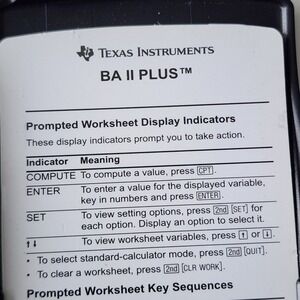 TEXAS INSTRUMENTS
BA II PLUS™
Prompted Worksheet Display Indicators
These display indicators prompt you to take action.
Indicator Meaning
COMPUTE To compute a value, press CPT.
ENTER To enter a value for the displayed variable,
key in numbers and press ENTER.
SET To view setting options, press 2nd [SET] for
each option. Display an option to select it.
↑↓ To view worksheet variables, press ↑ or ↓.
• To select standard-calculator mode, press 2nd [QUIT].
• To clear a worksheet, press 2nd [CLR WORK].
Prompted Worksheet Key Sequences